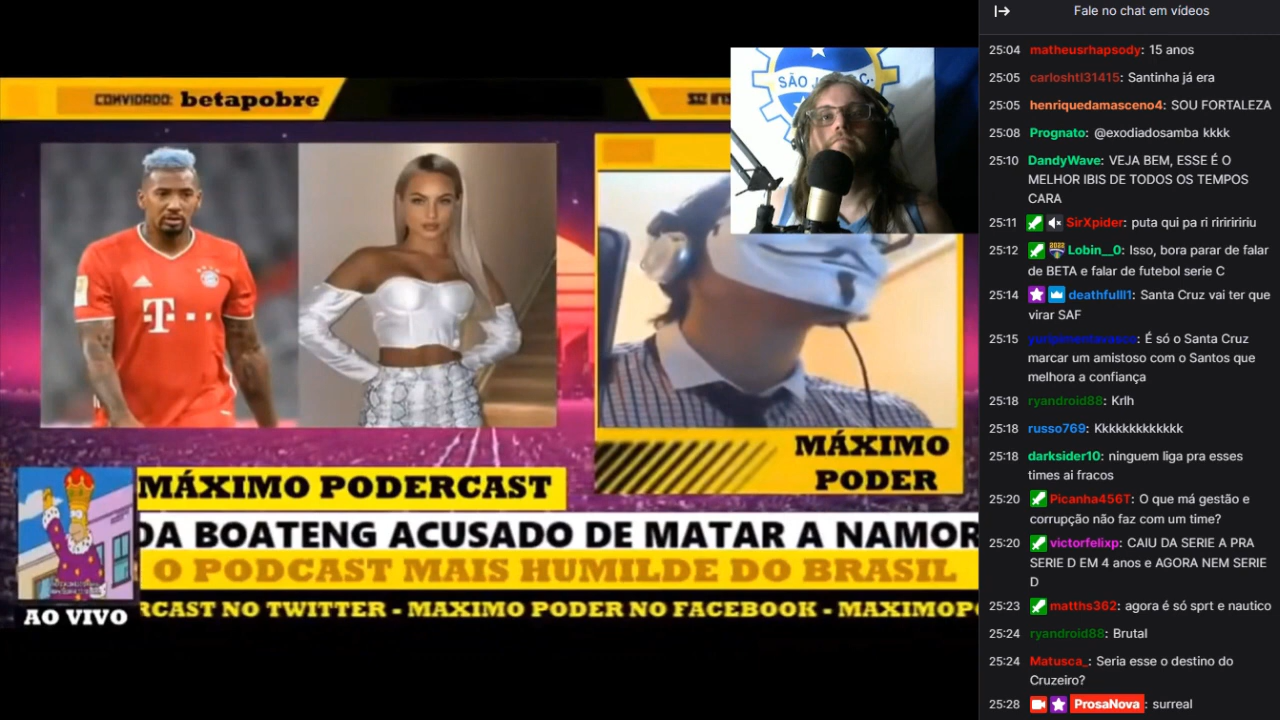 CONVIDADO: betapobre
SÃO J
MÁXIMO
PODER
MÁXIMO PODERCAST
DA BOATENG ACUSADO DE MATAR A NAMOR
O PODCAST MAIS HUMILDE DO BRASIL
AO VIVO
RCAST NO TWITTER - MAXIMO PODER NO FACEBOOK - MAXIMOP
Fale no chat em vídeos
25:04 matheusrhapsody: 15 anos
25:05 carloshtl31415: Santinha já era
25:05 henriquedamasceno4: SOU FORTALEZA
25:08 Prognato: @exodiadosamba kkkk
25:10 DandyWave: VEJA BEM, ESSE É O
MELHOR IBIS DE TODOS OS TEMPOS
CARA
25:11 SirXpider: puta qui pa ri riririririu
25:12 Lobin__0: Isso, bora parar de falar
de BETA e falar de futebol serie C
25:14 deathfulll1: Santa Cruz vai ter que
virar SAF
25:15 : É só o Santa Cruz
marcar um amistoso com o Santos que
melhora a confiança
25:18 ryandroid88: Krlh
25:18 russo769: Kkkkkkkkkkkkk
25:18 darksider10: ninguem liga pra esses
times ai fracos
25:20 Picanha456T: O que má gestão e
corrupção não faz com um time?
25:20 victorfelixp: CAIU DA SERIE A PRA
SERIE D EM 4 anos e AGORA NEM SERIE
D
25:23 matths362: agora é só sprt e nautico
25:24 ryandroid88: Brutal
25:24 Matusca_: Seria esse o destino do
Cruzeiro?
25:28 ProsaNova : surreal